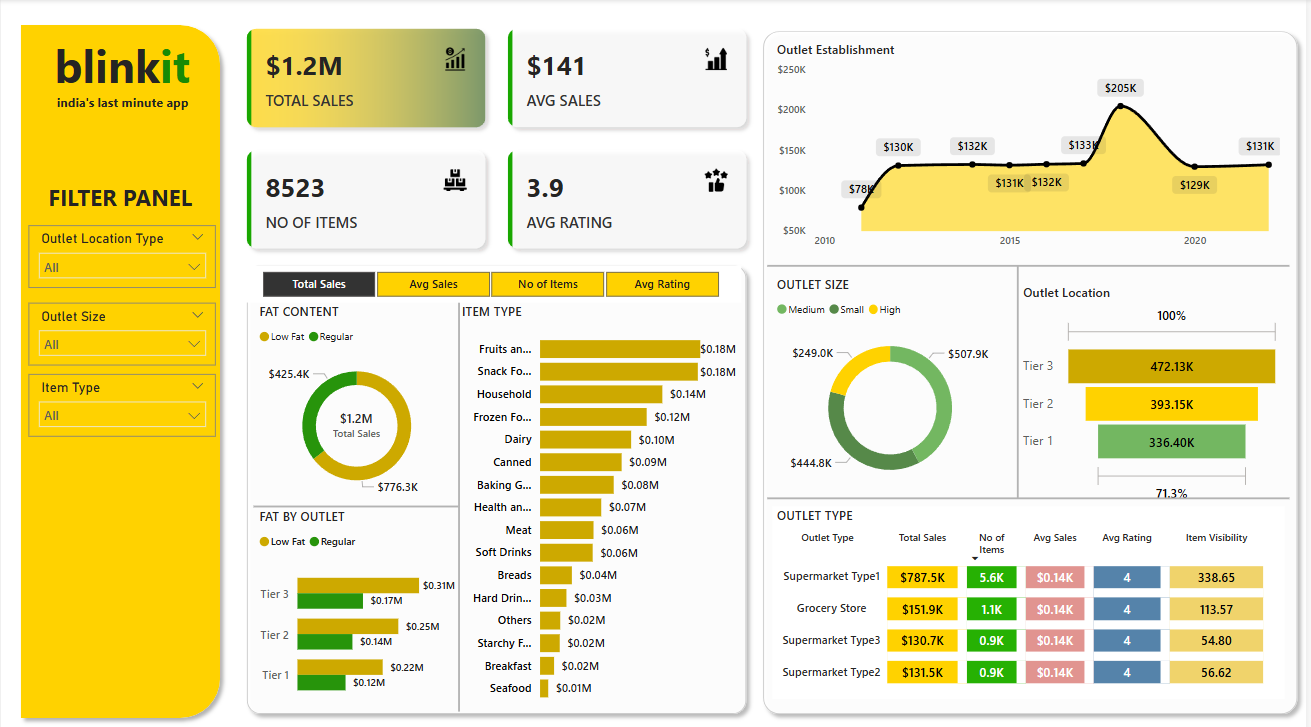 blinkit
india's last minute app
FILTER PANEL
Outlet Location Type
All
Outlet Size
All
Item Type
All
$1.2M
TOTAL SALES
$141
AVG SALES
8523
NO OF ITEMS
3.9
AVG RATING
Total Sales Avg Sales No of Items Avg Rating
FAT CONTENT
Low Fat Regular
$425.4K
$1.2M
Total Sales
$776.3K
FAT BY OUTLET
Low Fat Regular
Tier 3 $0.31M
$0.17M
Tier 2 $0.25M
$0.14M
Tier 1 $0.22M
$0.12M
ITEM TYPE
Fruits an... $0.18M
Snack Fo... $0.18M
Household $0.14M
Frozen Fo... $0.12M
Dairy $0.10M
Canned $0.09M
Baking G... $0.08M
Health an... $0.07M
Meat $0.06M
Soft Drinks $0.06M
Breads $0.04M
Hard Drin... $0.03M
Others $0.02M
Starchy F... $0.02M
Breakfast $0.02M
Seafood $0.01M
Outlet Establishment
$250K
$200K
$150K
$100K
$50K
$78K
$130K
$132K
$131K
$132K
$133K
$205K
$129K
$131K
2010 2015 2020
OUTLET SIZE
Medium Small High
$249.0K
$507.9K
$444.8K
Outlet Location
100%
Tier 3 472.13K
Tier 2 393.15K
Tier 1 336.40K
71.3%
OUTLET TYPE
Outlet Type Total Sales No of Items Avg Sales Avg Rating Item Visibility
Supermarket Type1 $787.5K 5.6K $0.14K 4 338.65
Grocery Store $151.9K 1.1K $0.14K 4 113.57
Supermarket Type3 $130.7K 0.9K $0.14K 4 54.80
Supermarket Type2 $131.5K 0.9K $0.14K 4 56.62